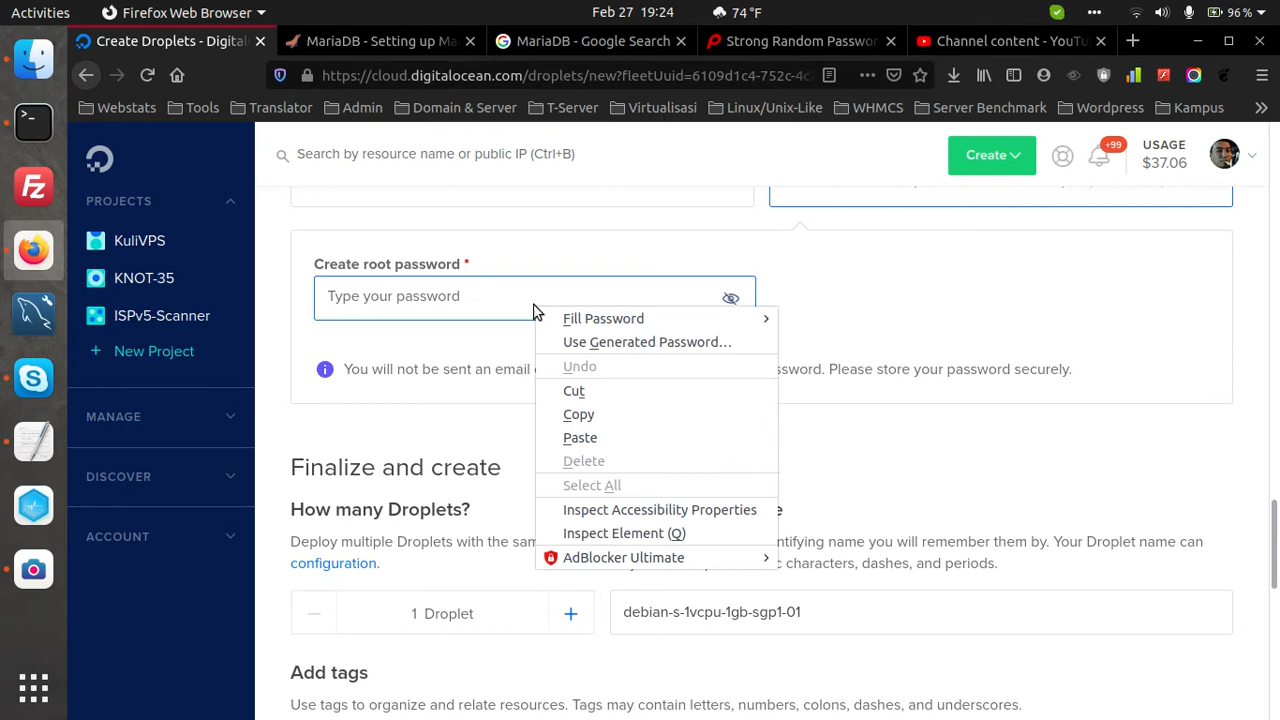 Activities
Firefox Web Browser
Feb 27 19:24
74 °F
96 %
Create Droplets - Digital
MariaDB - Setting up Ma
MariaDB - Google Search
Strong Random Passwor
Channel content - YouTu
https://cloud.digitalocean.com/droplets/new?fleetUuid=6109d1c4-752c-4c2
Webstats
Tools
Translator
Admin
Domain & Server
T-Server
Virtualisasi
Linux/Unix-Like
WHMCS
Server Benchmark
Wordpress
Kampus
Search by resource name or public IP (Ctrl+B)
Create
+99
USAGE
$37.06
PROJECTS
KuliVPS
KNOT-35
ISPv5-Scanner
+ New Project
MANAGE
DISCOVER
ACCOUNT
Create root password *
Type your password
You will not be sent an email
ssword. Please store your password securely.
Fill Password
Use Generated Password...
Undo
Cut
Copy
Paste
Delete
Select All
Inspect Accessibility Properties
Inspect Element (Q)
AdBlocker Ultimate
Finalize and create
How many Droplets?
Deploy multiple Droplets with the sam
configuration.
1 Droplet
entifying name you will remember them by. Your Droplet name can
characters, dashes, and periods.
debian-s-1vcpu-1gb-sgp1-01
Add tags
Use tags to organize and relate resources. Tags may contain letters, numbers, colons, dashes, and underscores.